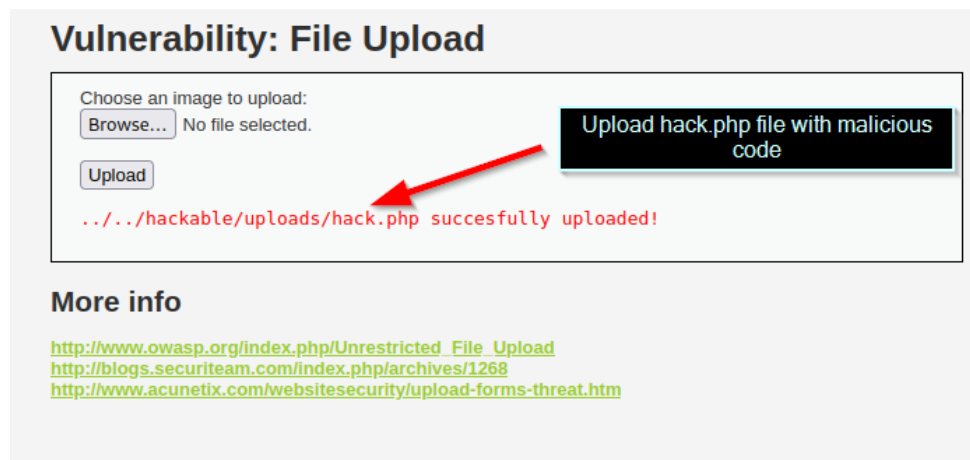 Vulnerability: File Upload
Choose an image to upload:
Browse... No file selected.
Upload hack.php file with malicious
code
Upload
../../hackable/uploads/hack.php succesfully uploaded!
More info
http://www.owasp.org/index.php/Unrestricted_File_Upload
http://blogs.securiteam.com/index.php/archives/1268
http://www.acunetix.com/websitesecurity/upload-forms-threat.htm